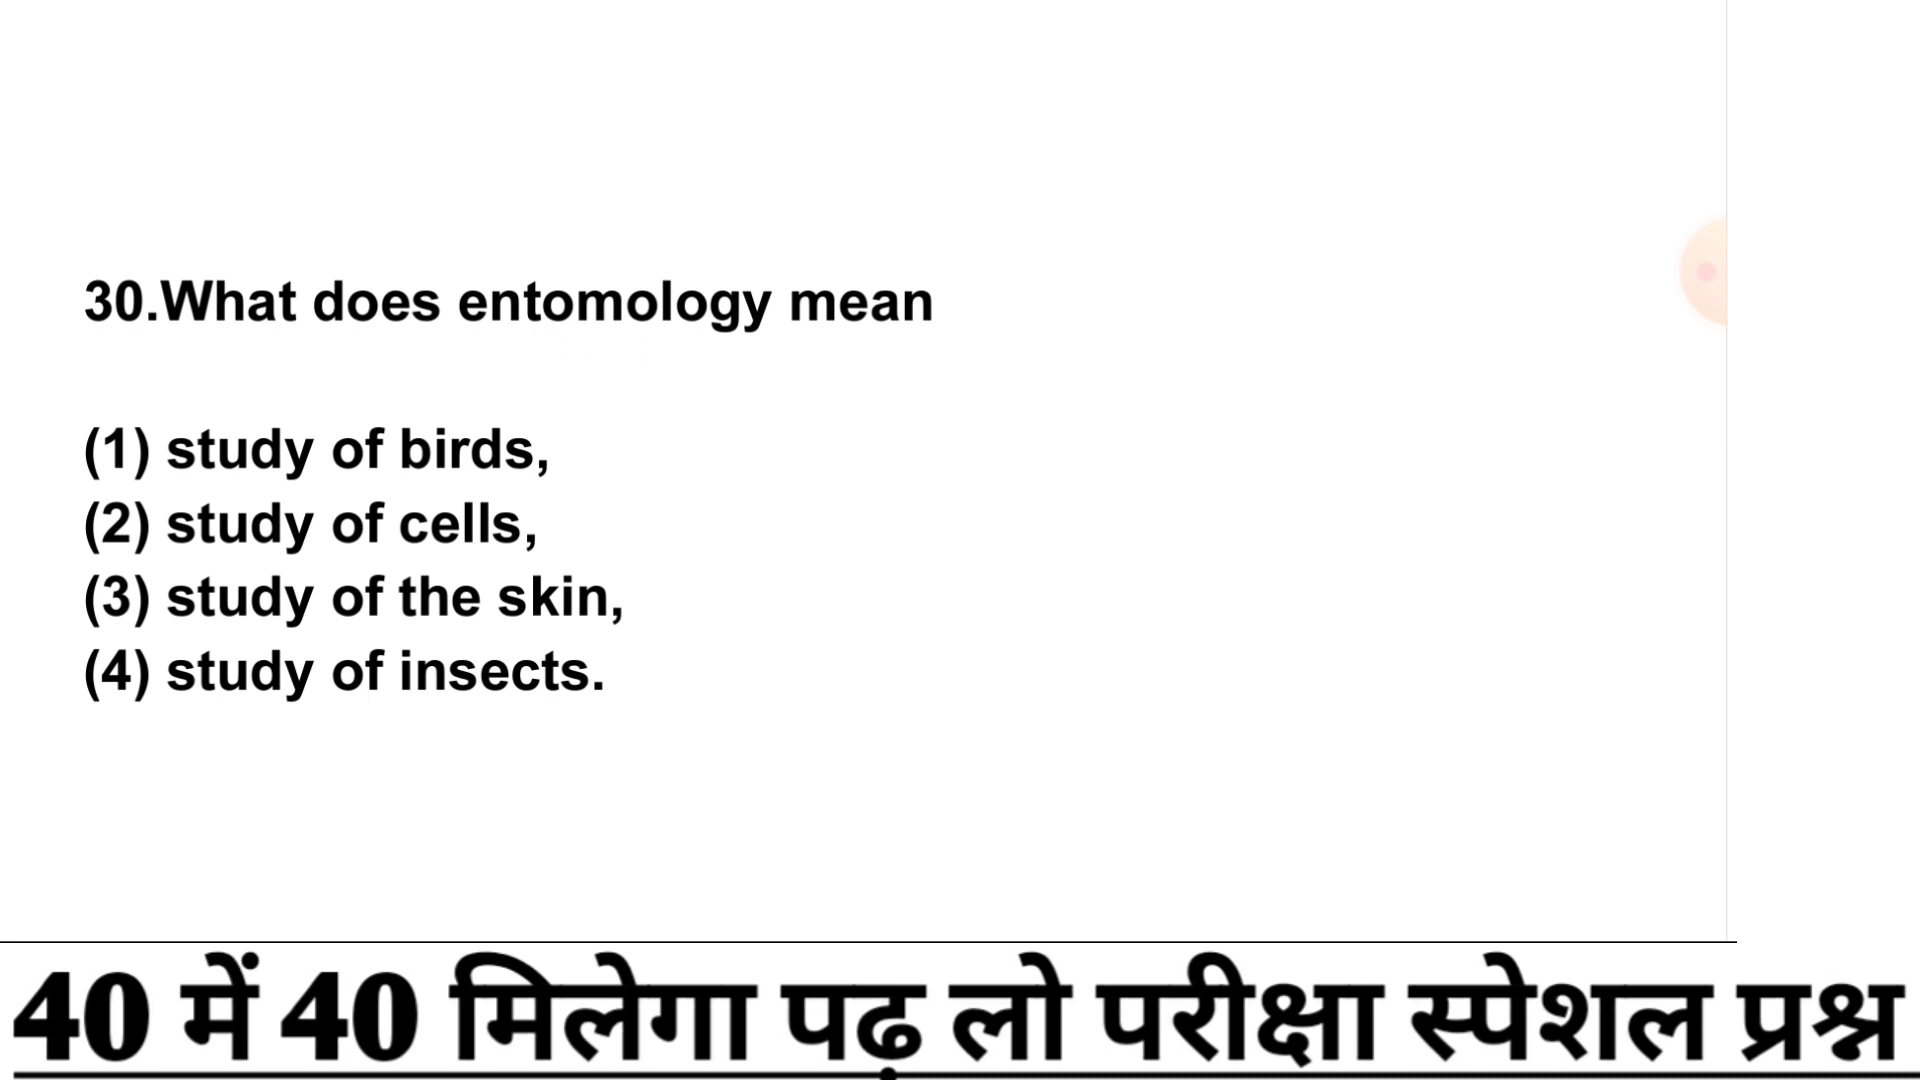 30.What does entomology mean
(1) study of birds,
(2) study of cells,
(3) study of the skin,
(4) study of insects.
40 में 40 मिलेगा पढ़ लो परीक्षा स्पेशल प्रश्न